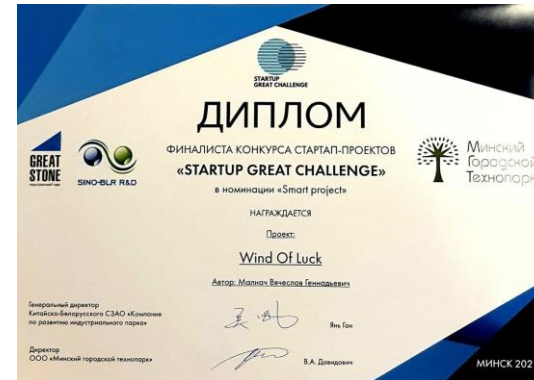 STARTUP
GREAT CHALLENGE
ДИПЛОМ
ФИНАЛИСТА КОНКУРСА СТАРТАП-ПРОЕКТОВ
«STARTUP GREAT CHALLENGE»
в номинации «Smart project»
GREAT
STONE
SINO-BLR R&D
Минский
Городской
Технопарк
НАГРАЖДАЕТСЯ
Проект:
Wind Of Luck
Автор: Малнач Вячеслав Геннадьевич
Генеральный директор
Китайско-Белорусского СЗАО «Компания
по развитию индустриального парка»
Янь Ган
Директор
ООО «Минский городской технопарк»
В.А. Давидович
МИНСК 202